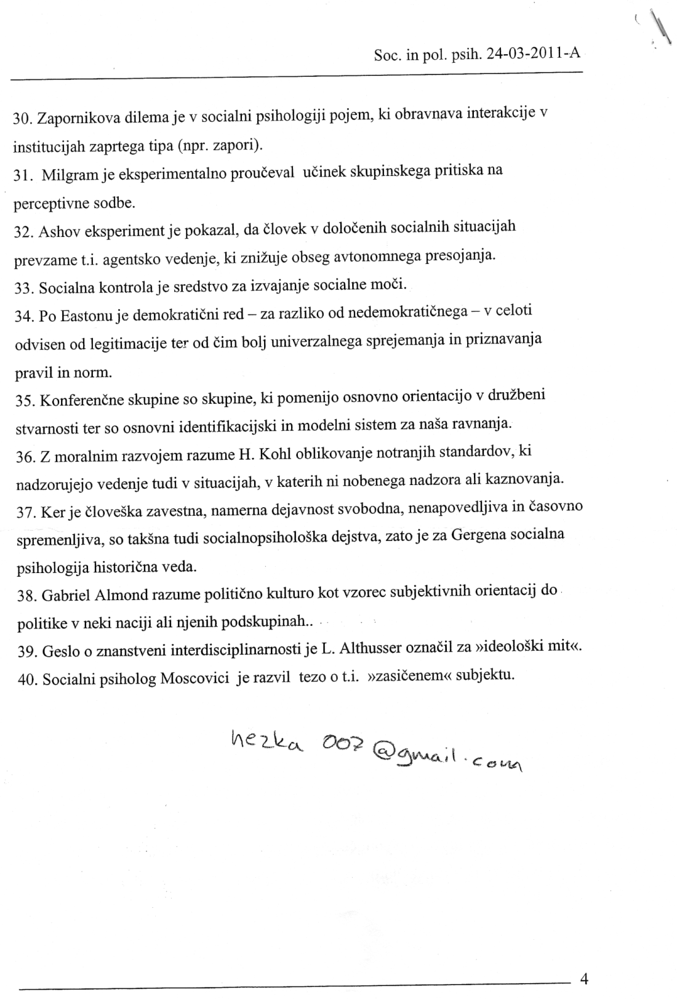 Soc. in pol. psih. 24-03-2011-A
30. Zapornikova dilema je v socialni psihologiji pojem, ki obravnava interakcije v
institucijah zaprtega tipa (npr. zapori).
31.  Milgram je eksperimentalno proučeval  učinek skupinskega pritiska na
perceptivne sodbe.
32. Ashov eksperiment je pokazal, da človek v določenih socialnih situacijah
prevzame t.i. agentsko vedenje, ki znižuje obseg avtonomnega presojanja.
33. Socialna kontrola je sredstvo za izvajanje socialne moči.
34. Po Eastonu je demokratični red – za razliko od nedemokratičnega – v celoti
odvisen od legitimacije ter od čim bolj univerzalnega sprejemanja in priznavanja
pravil in norm.
35. Konferenčne skupine so skupine, ki pomenijo osnovno orientacijo v družbeni
stvarnosti ter so osnovni identifikacijski in modelni sistem za naša ravnanja.
36. Z moralnim razvojem razume H. Kohl oblikovanje notranjih standardov, ki
nadzorujejo vedenje tudi v situacijah, v katerih ni nobenega nadzora ali kaznovanja.
37. Ker je človeška zavestna, namerna dejavnost svobodna, nenapovedljiva in časovno
spremenljiva, so takšna tudi socialnopsihološka dejstva, zato je za Gergena socialna
psihologija historična veda.
38. Gabriel Almond razume politično kulturo kot vzorec subjektivnih orientacij do
politike v neki naciji ali njenih podskupinah..
39. Geslo o znanstveni interdisciplinarnosti je L. Althusser označil za »ideološki mit«.
40. Socialni psiholog Moscovici  je razvil  tezo o t.i.  »zasičenem« subjektu.
hezka 007@gmail.com
4